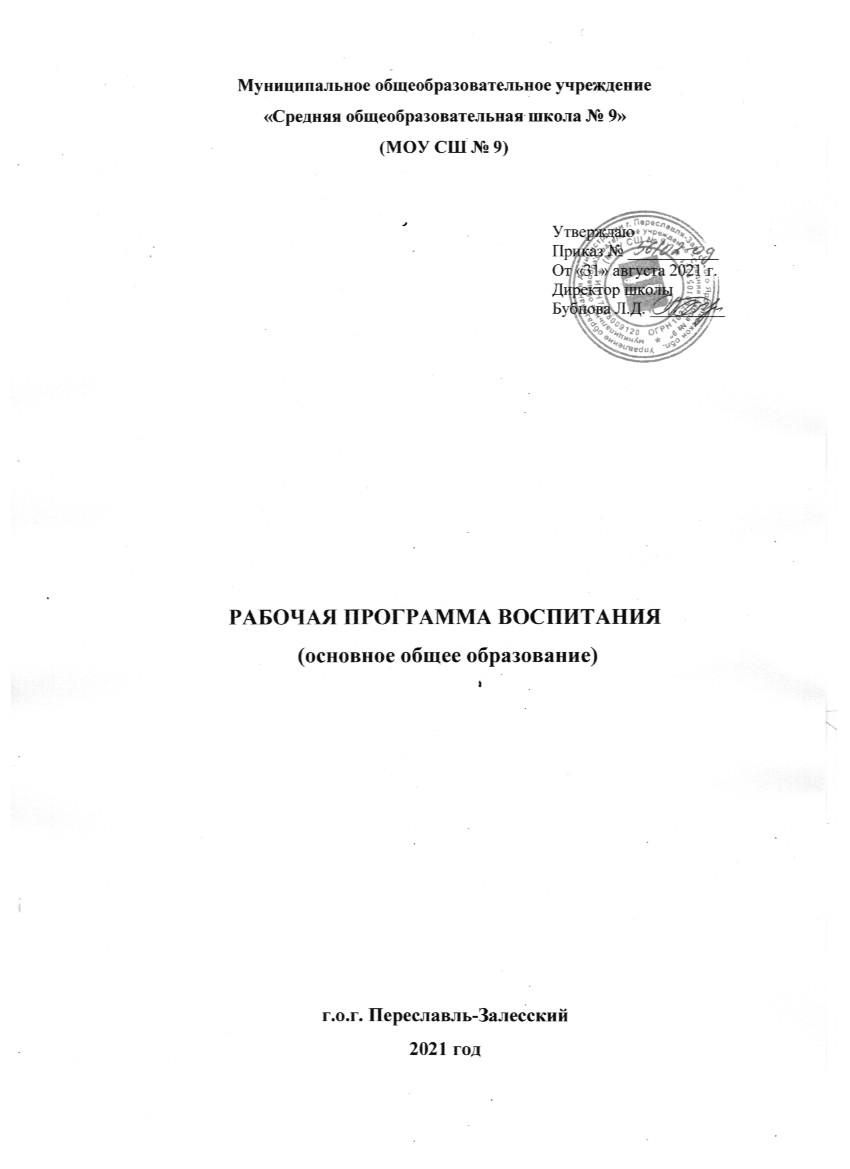 Муниципальное общеобразовательное учреждение
«Средняя общеобразовательная школа № 9»
(МОУ СШ № 9)
Утверждаю
Приказ №
От «31» августа 2021 г.
Директор школы
Бубнова Л.Д.
РАБОЧАЯ ПРОГРАММА ВОСПИТАНИЯ
(основное общее образование)
г.о.г. Переславль-Залесский
2021 год